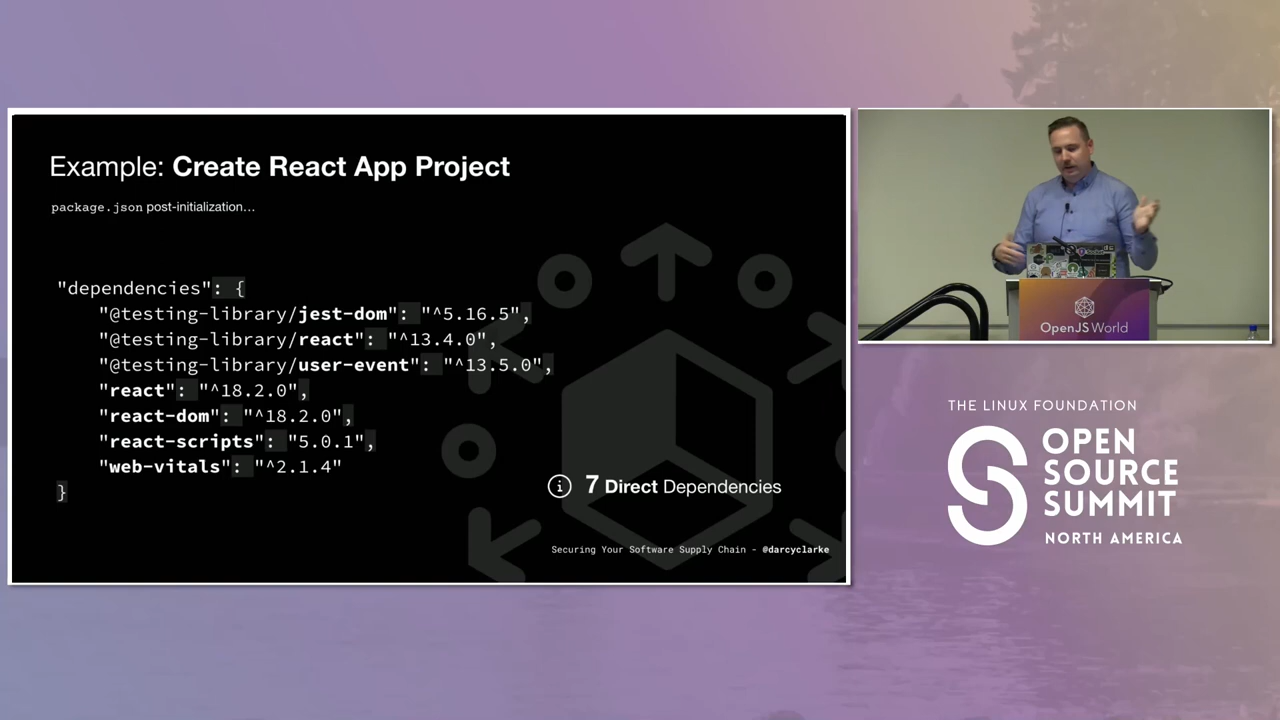 Example: Create React App Project
package.json post-initialization...
"dependencies": {
"@testing-library/jest-dom": "^5.16.5",
"@testing-library/react": "^13.4.0",
"@testing-library/user-event": "^13.5.0",
"react": "^18.2.0",
"react-dom": "^18.2.0",
"react-scripts": "5.0.1",
"web-vitals": "^2.1.4"
}
7 Direct Dependencies
Securing Your Software Supply Chain - @darcyclarke
OpenJS World
THE LINUX FOUNDATION
OPEN
SOURCE
SUMMIT
NORTH AMERICA